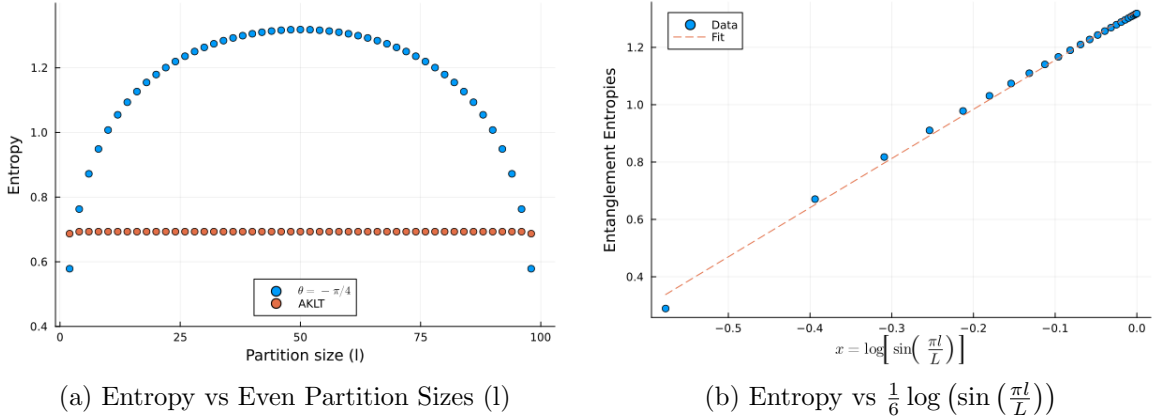 Entropy
1.2
1.0
0.8
0.6
0.4
0
25
50
75
100
Partition size (l)
θ = − π/4
AKLT
Entanglement Entropies
1.2
1.0
0.8
0.6
0.4
−0.5
−0.4
−0.3
−0.2
−0.1
0.0
x = log[ sin( πl/L ) ]
Data
Fit
(a) Entropy vs Even Partition Sizes (l)
(b) Entropy vs 1/6 log (sin (πl/L))